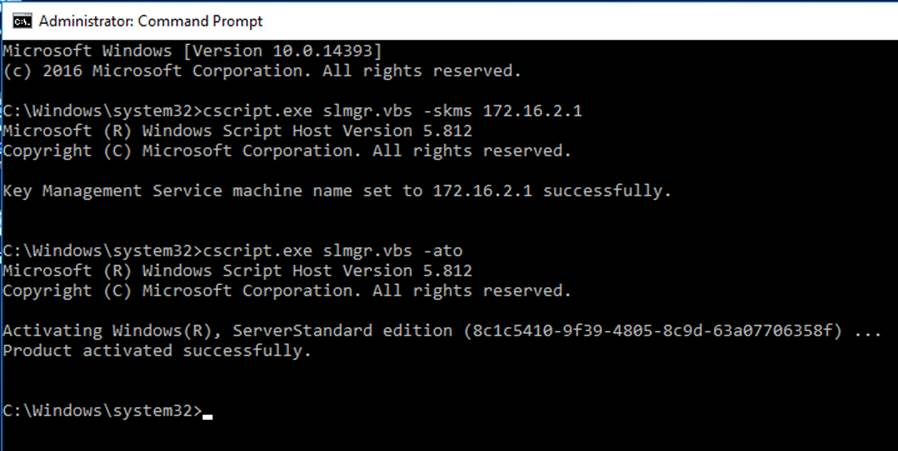 Administrator: Command Prompt
Microsoft Windows [Version 10.0.14393]
(c) 2016 Microsoft Corporation. All rights reserved.
C:\Windows\system32>cscript.exe slmgr.vbs -skms 172.16.2.1
Microsoft (R) Windows Script Host Version 5.812
Copyright (C) Microsoft Corporation. All rights reserved.
Key Management Service machine name set to 172.16.2.1 successfully.
C:\Windows\system32>cscript.exe slmgr.vbs -ato
Microsoft (R) Windows Script Host Version 5.812
Copyright (C) Microsoft Corporation. All rights reserved.
Activating Windows(R), ServerStandard edition (8c1c5410-9f39-4805-8c9d-63a07706358f) ...
Product activated successfully.
C:\Windows\system32>